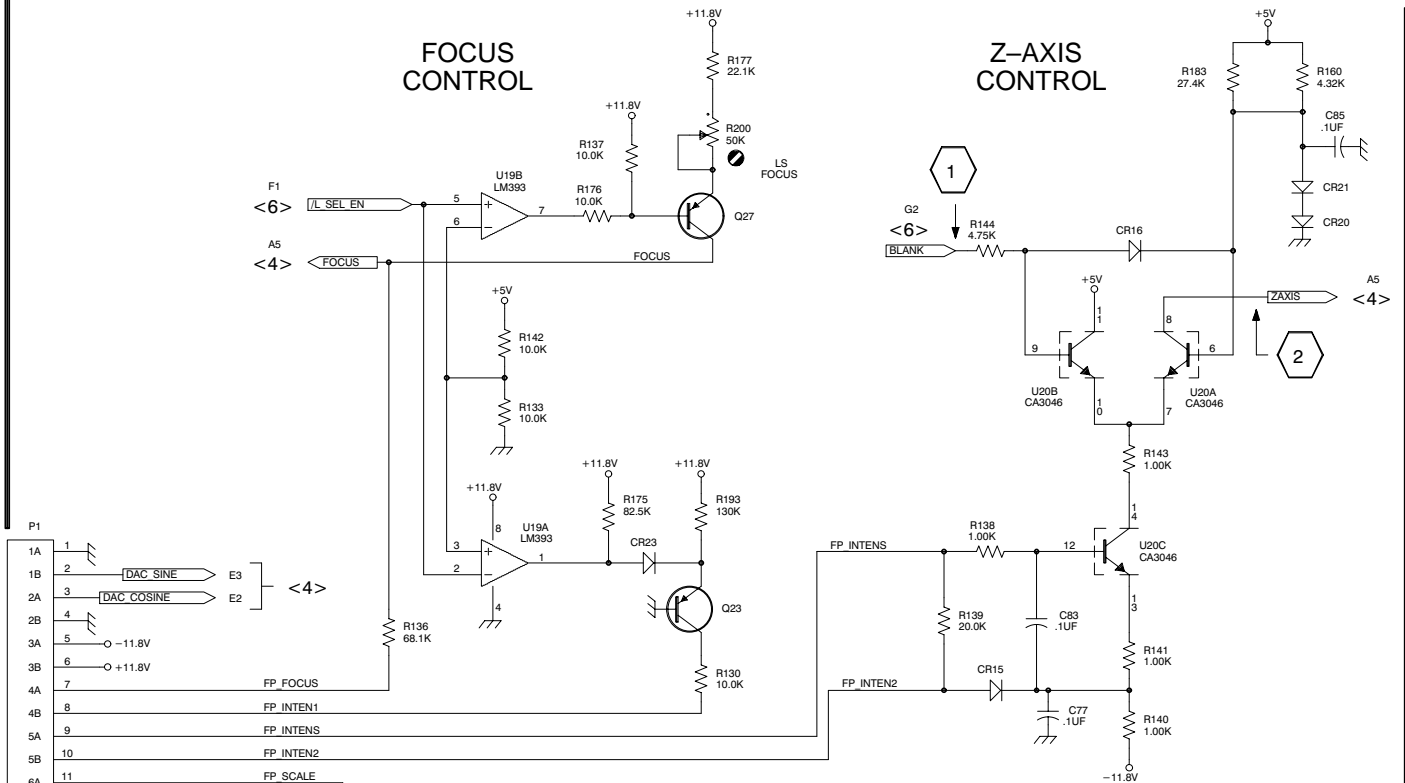 FOCUS
CONTROL
Z–AXIS
CONTROL
+11.8V
R177
22.1K
+11.8V
R200
50K
LS
FOCUS
R137
10.0K
U19B
LM393
R176
10.0K
F1
<6>
/L_SEL_EN
5
+
6
−
7
Q27
A5
<4>
FOCUS
FOCUS
+5V
R142
10.0K
R133
10.0K
+5V
R183
27.4K
R160
4.32K
C85
.1UF
CR21
CR20
1
G2
<6>
BLANK
R144
4.75K
CR16
+5V
1
1
8
ZAXIS
A5
<4>
2
9
6
U20B
CA3046
U20A
CA3046
1
0
7
R143
1.00K
1
4
R138
1.00K
12
U20C
CA3046
1
3
R139
20.0K
C83
.1UF
R141
1.00K
CR15
C77
.1UF
R140
1.00K
−11.8V
FP_INTENS
FP_INTEN2
+11.8V
8
U19A
LM393
3
+
2
−
1
4
+11.8V
R175
82.5K
+11.8V
R193
130K
CR23
Q23
R130
10.0K
R136
68.1K
P1
1A 1
1B 2 DAC_SINE E3
<4>
2A 3 DAC_COSINE E2
2B 4
3A 5 −11.8V
3B 6 +11.8V
4A 7 FP_FOCUS
4B 8 FP_INTEN1
5A 9 FP_INTENS
5B 10 FP_INTEN2
6A 11 FP_SCALE